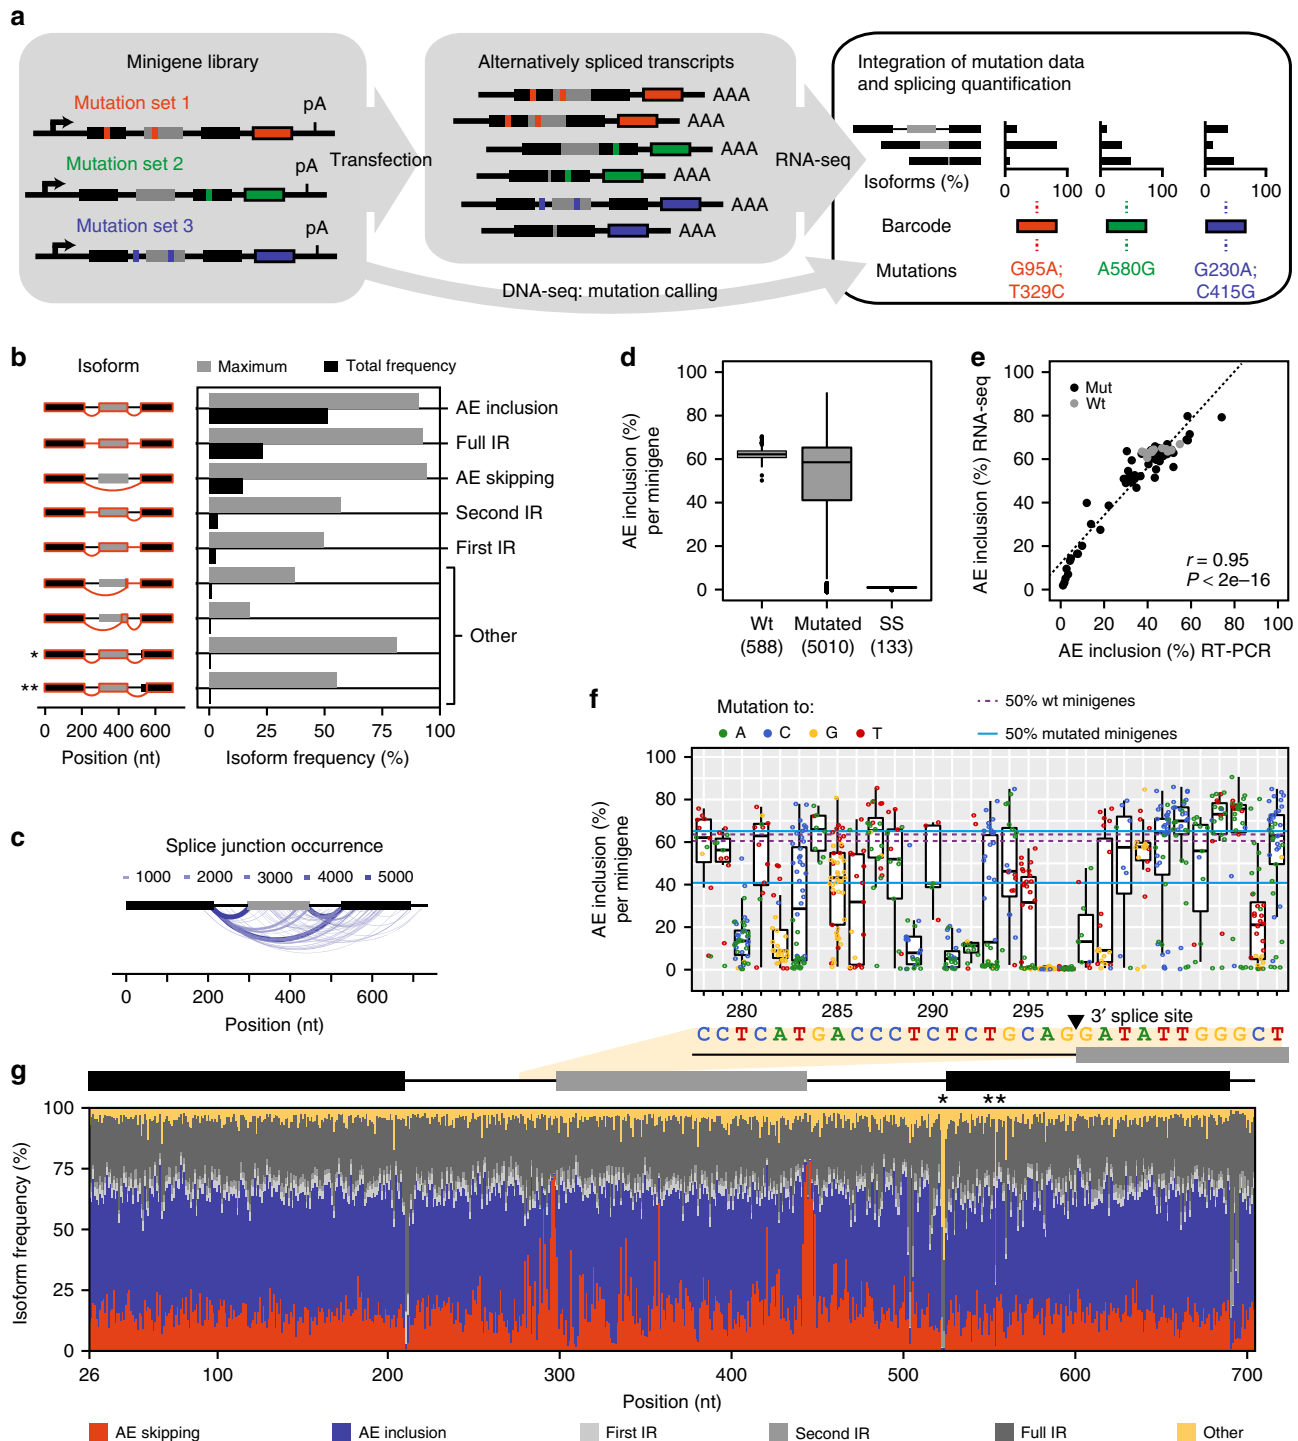 a
Minigene library
Mutation set 1
pA
Mutation set 2
pA
Mutation set 3
pA
Transfection
Alternatively spliced transcripts
AAA
AAA
AAA
AAA
AAA
AAA
RNA-seq
DNA-seq: mutation calling
Integration of mutation data
and splicing quantification
Isoforms (%)
0 100 0 100 0 100
Barcode
Mutations
G95A; A580G G230A;
T329C C415G
b
Isoform
Maximum Total frequency
AE inclusion
Full IR
AE skipping
Second IR
First IR
Other
*
**
0 200 400 600
Position (nt)
0 25 50 75 100
Isoform frequency (%)
c
Splice junction occurrence
1000 2000 3000 4000 5000
0 200 400 600
Position (nt)
d
AE inclusion (%)
per minigene
100
80
60
40
20
0
Wt Mutated SS
(588) (5010) (133)
e
AE inclusion (%) RNA-seq
100
80
60
40
20
0
Mut
Wt
r = 0.95
P < 2e−16
0 20 40 60 80 100
AE inclusion (%) RT-PCR
f
Mutation to:
A C G T
50% wt minigenes
50% mutated minigenes
AE inclusion (%)
per minigene
100
80
60
40
20
0
280 285 290 295
3′ splice site
C C T C A T G A C C C T C T C T G C A G G A T A T T G G G C T
g
* **
Isoform frequency (%)
100
75
50
25
0
26 100 200 300 400 500 600 700
Position (nt)
AE skipping AE inclusion First IR Second IR Full IR Other